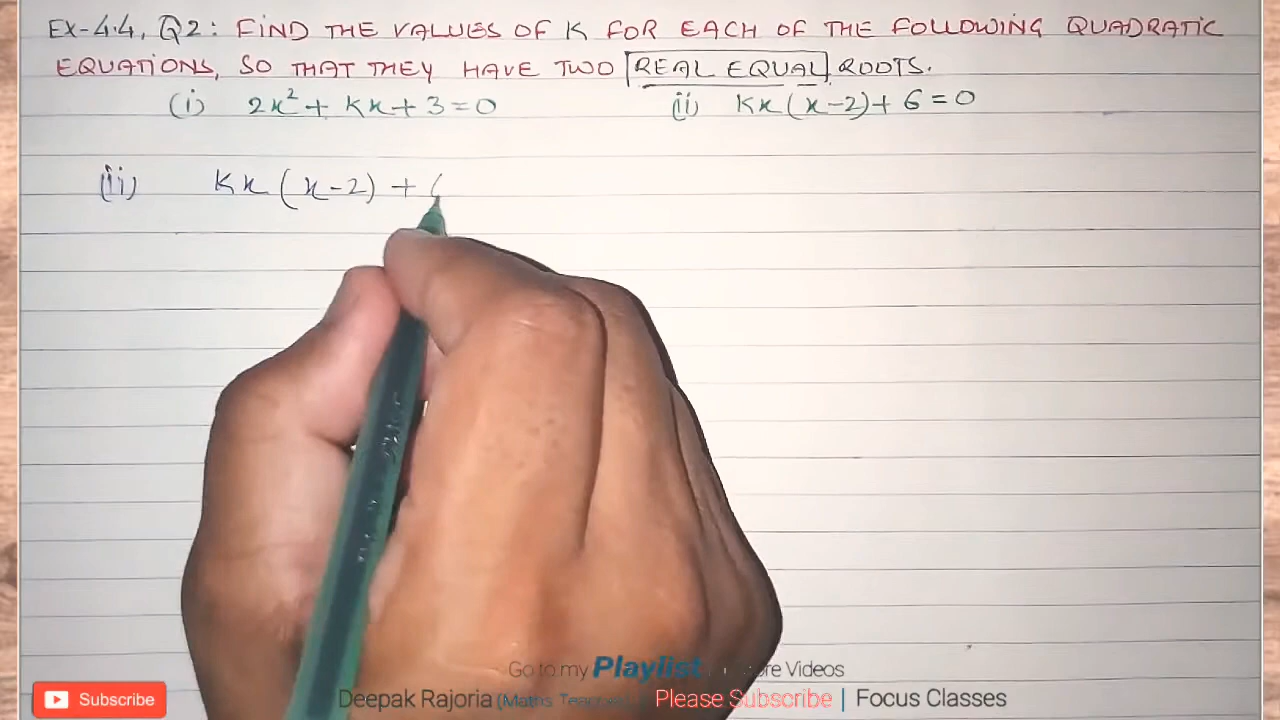 EX-4.4, Q2: FIND THE VALUES OF K FOR EACH OF THE FOLLOWING QUADRATIC
EQUATIONS, SO THAT THEY HAVE TWO REAL EQUAL ROOTS.
(i) 2x² + Kx + 3 = 0 (ii) Kx(x-2) + 6 = 0
(ii) Kx (x-2) +
Go to my Playlist Videos
Subscribe
Deepak Rajoria (Maths Please Subscribe | Focus Classes